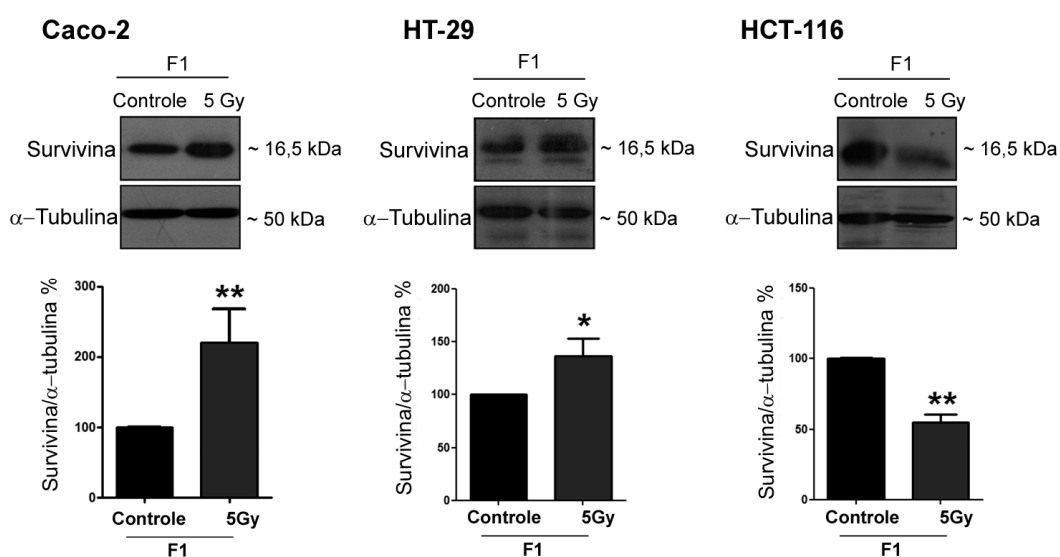 Caco-2
F1
Controle 5 Gy
Survivina ~ 16,5 kDa
α–Tubulina ~ 50 kDa
Survivina/α–tubulina %
300
200
100
0
**
Controle 5Gy
F1
HT-29
F1
Controle 5 Gy
Survivina ~ 16,5 kDa
α–Tubulina ~ 50 kDa
Survivina/α–tubulina %
200
150
100
50
0
*
Controle 5Gy
F1
HCT-116
F1
Controle 5 Gy
Survivina ~ 16,5 kDa
α–Tubulina ~ 50 kDa
Survivina/α–tubulina %
150
100
50
0
**
Controle 5Gy
F1